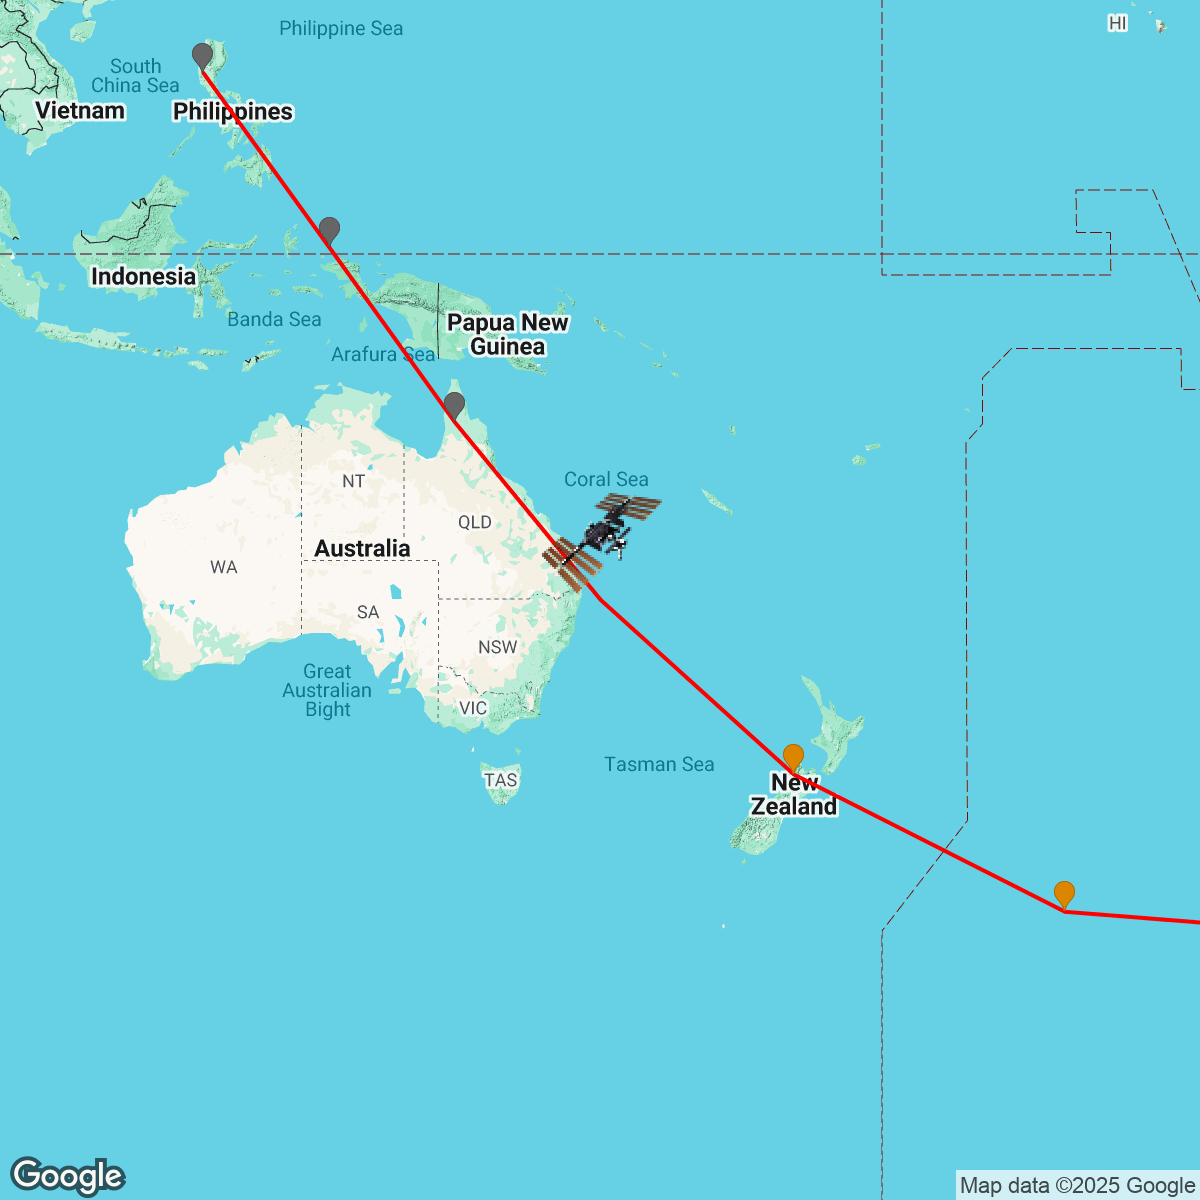 Philippine Sea
HI
South
China Sea
Vietnam
Philippines
Indonesia
Banda Sea
Papua New
Guinea
Arafura Sea
Coral Sea
NT
QLD
Australia
WA
SA
NSW
Great
Australian
Bight
VIC
Tasman Sea
TAS
New
Zealand
Google
Map data ©2025 Google